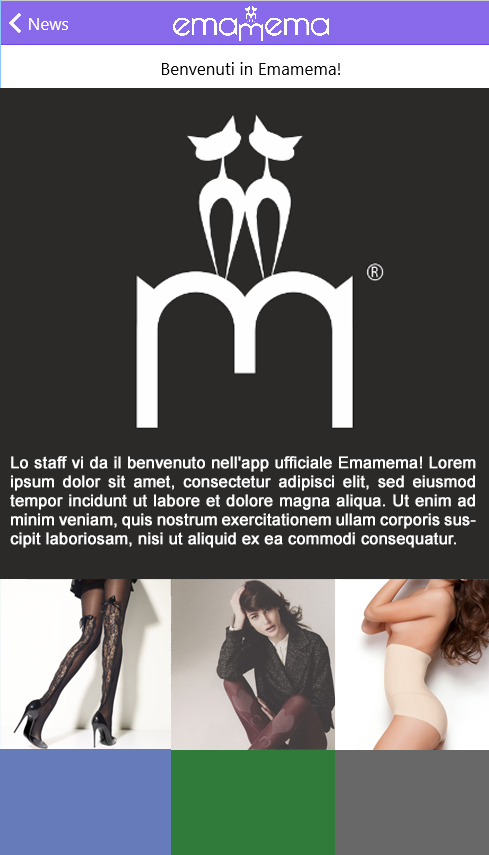 News
emamema
Benvenuti in Emamema!
®
Lo staff vi da il benvenuto nell'app ufficiale Emamema! Lorem
ipsum dolor sit amet, consectetur adipisci elit, sed eiusmod
tempor incidunt ut labore et dolore magna aliqua. Ut enim ad
minim veniam, quis nostrum exercitationem ullam corporis sus-
cipit laboriosam, nisi ut aliquid ex ea commodi consequatur.